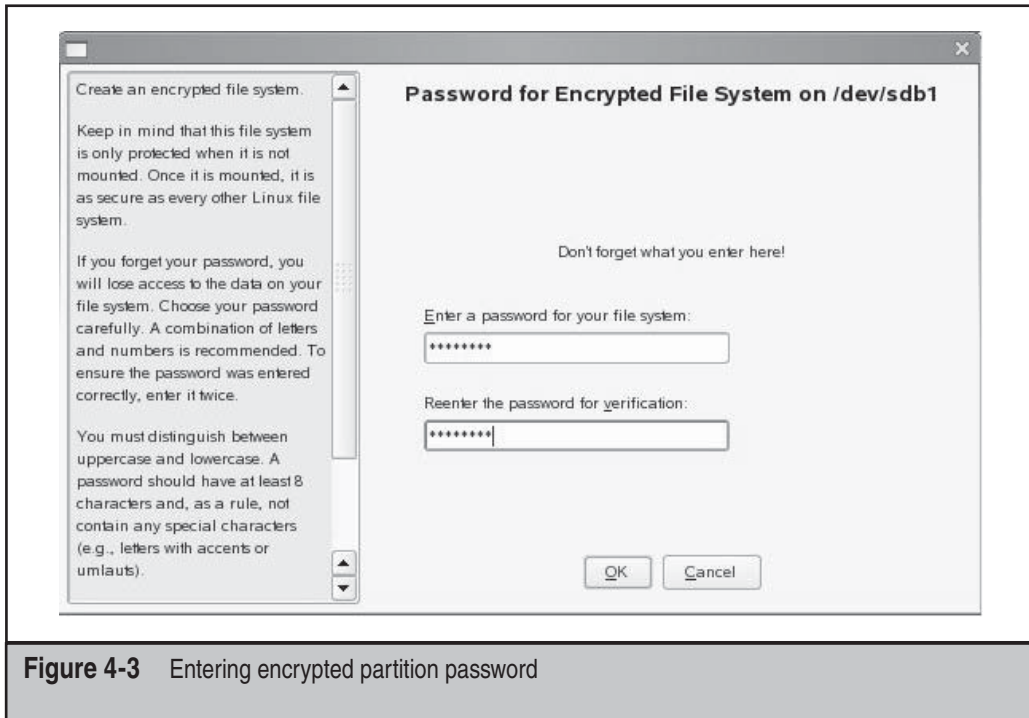 Create an encrypted file system.
Keep in mind that this file system
is only protected when it is not
mounted. Once it is mounted, it is
as secure as every other Linux file
system.
If you forget your password, you
will lose access to the data on your
file system. Choose your password
carefully. A combination of letters
and numbers is recommended. To
ensure the password was entered
correctly, enter it twice.
You must distinguish between
uppercase and lowercase. A
password should have at least 8
characters and, as a rule, not
contain any special characters
(e.g., letters with accents or
umlauts).
Password for Encrypted File System on /dev/sdb1
Don't forget what you enter here!
Enter a password for your file system:
********
Reenter the password for verification:
********
OK Cancel
Figure 4-3 Entering encrypted partition password